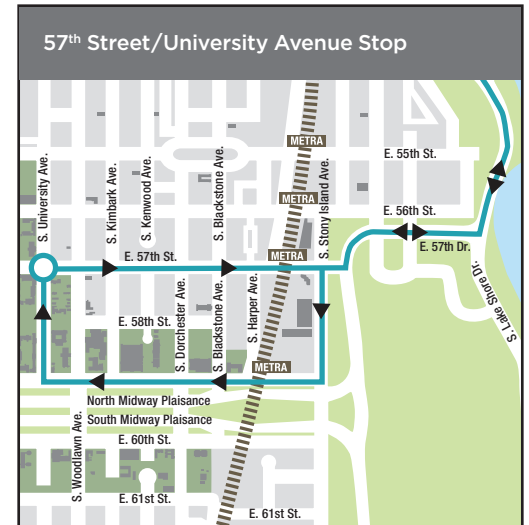 57th Street/University Avenue Stop
METRA
E. 55th St.
S. University Ave.
S. Kimbark Ave.
S. Kenwood Ave.
S. Blackstone Ave.
METRA
S. Stony Island Ave.
E. 56th St.
E. 57th Dr.
E. 57th St.
METRA
S. Lake Shore Dr.
S. Dorchester Ave.
S. Blackstone Ave.
S. Harper Ave.
E. 58th St.
METRA
North Midway Plaisance
South Midway Plaisance
S. Woodlawn Ave.
E. 60th St.
E. 61st St.
E. 61st St.